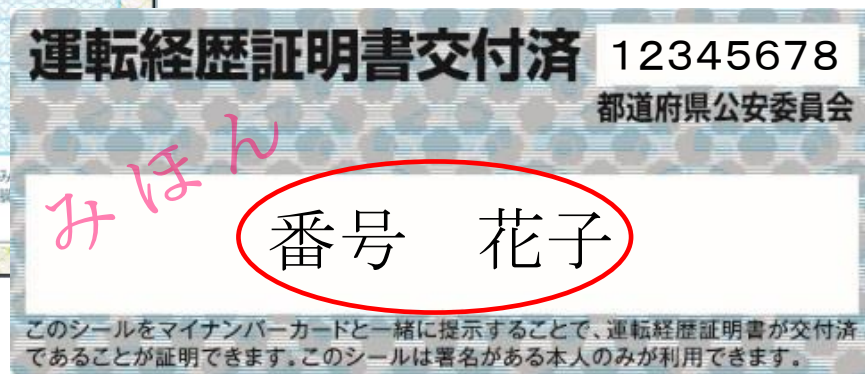 運転経歴証明書交付済 12345678
都道府県公安委員会
みほん
番号 花子
このシールをマイナンバーカードと一緒に提示することで、運転経歴証明書が交付済
であることが証明できます。このシールは署名がある本人のみが利用できます。